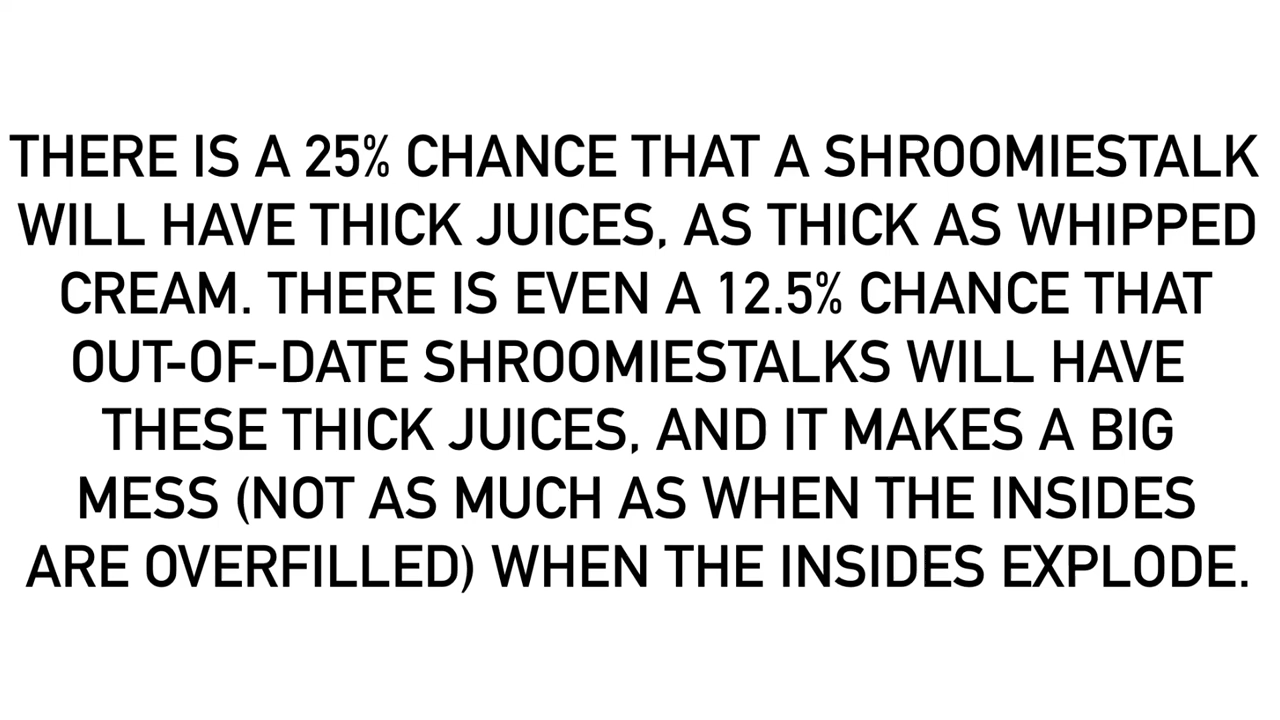 THERE IS A 25% CHANCE THAT A SHROOMIESTALK
WILL HAVE THICK JUICES, AS THICK AS WHIPPED
CREAM. THERE IS EVEN A 12.5% CHANCE THAT
OUT-OF-DATE SHROOMIESTALKS WILL HAVE
THESE THICK JUICES, AND IT MAKES A BIG
MESS (NOT AS MUCH AS WHEN THE INSIDES
ARE OVERFILLED) WHEN THE INSIDES EXPLODE.